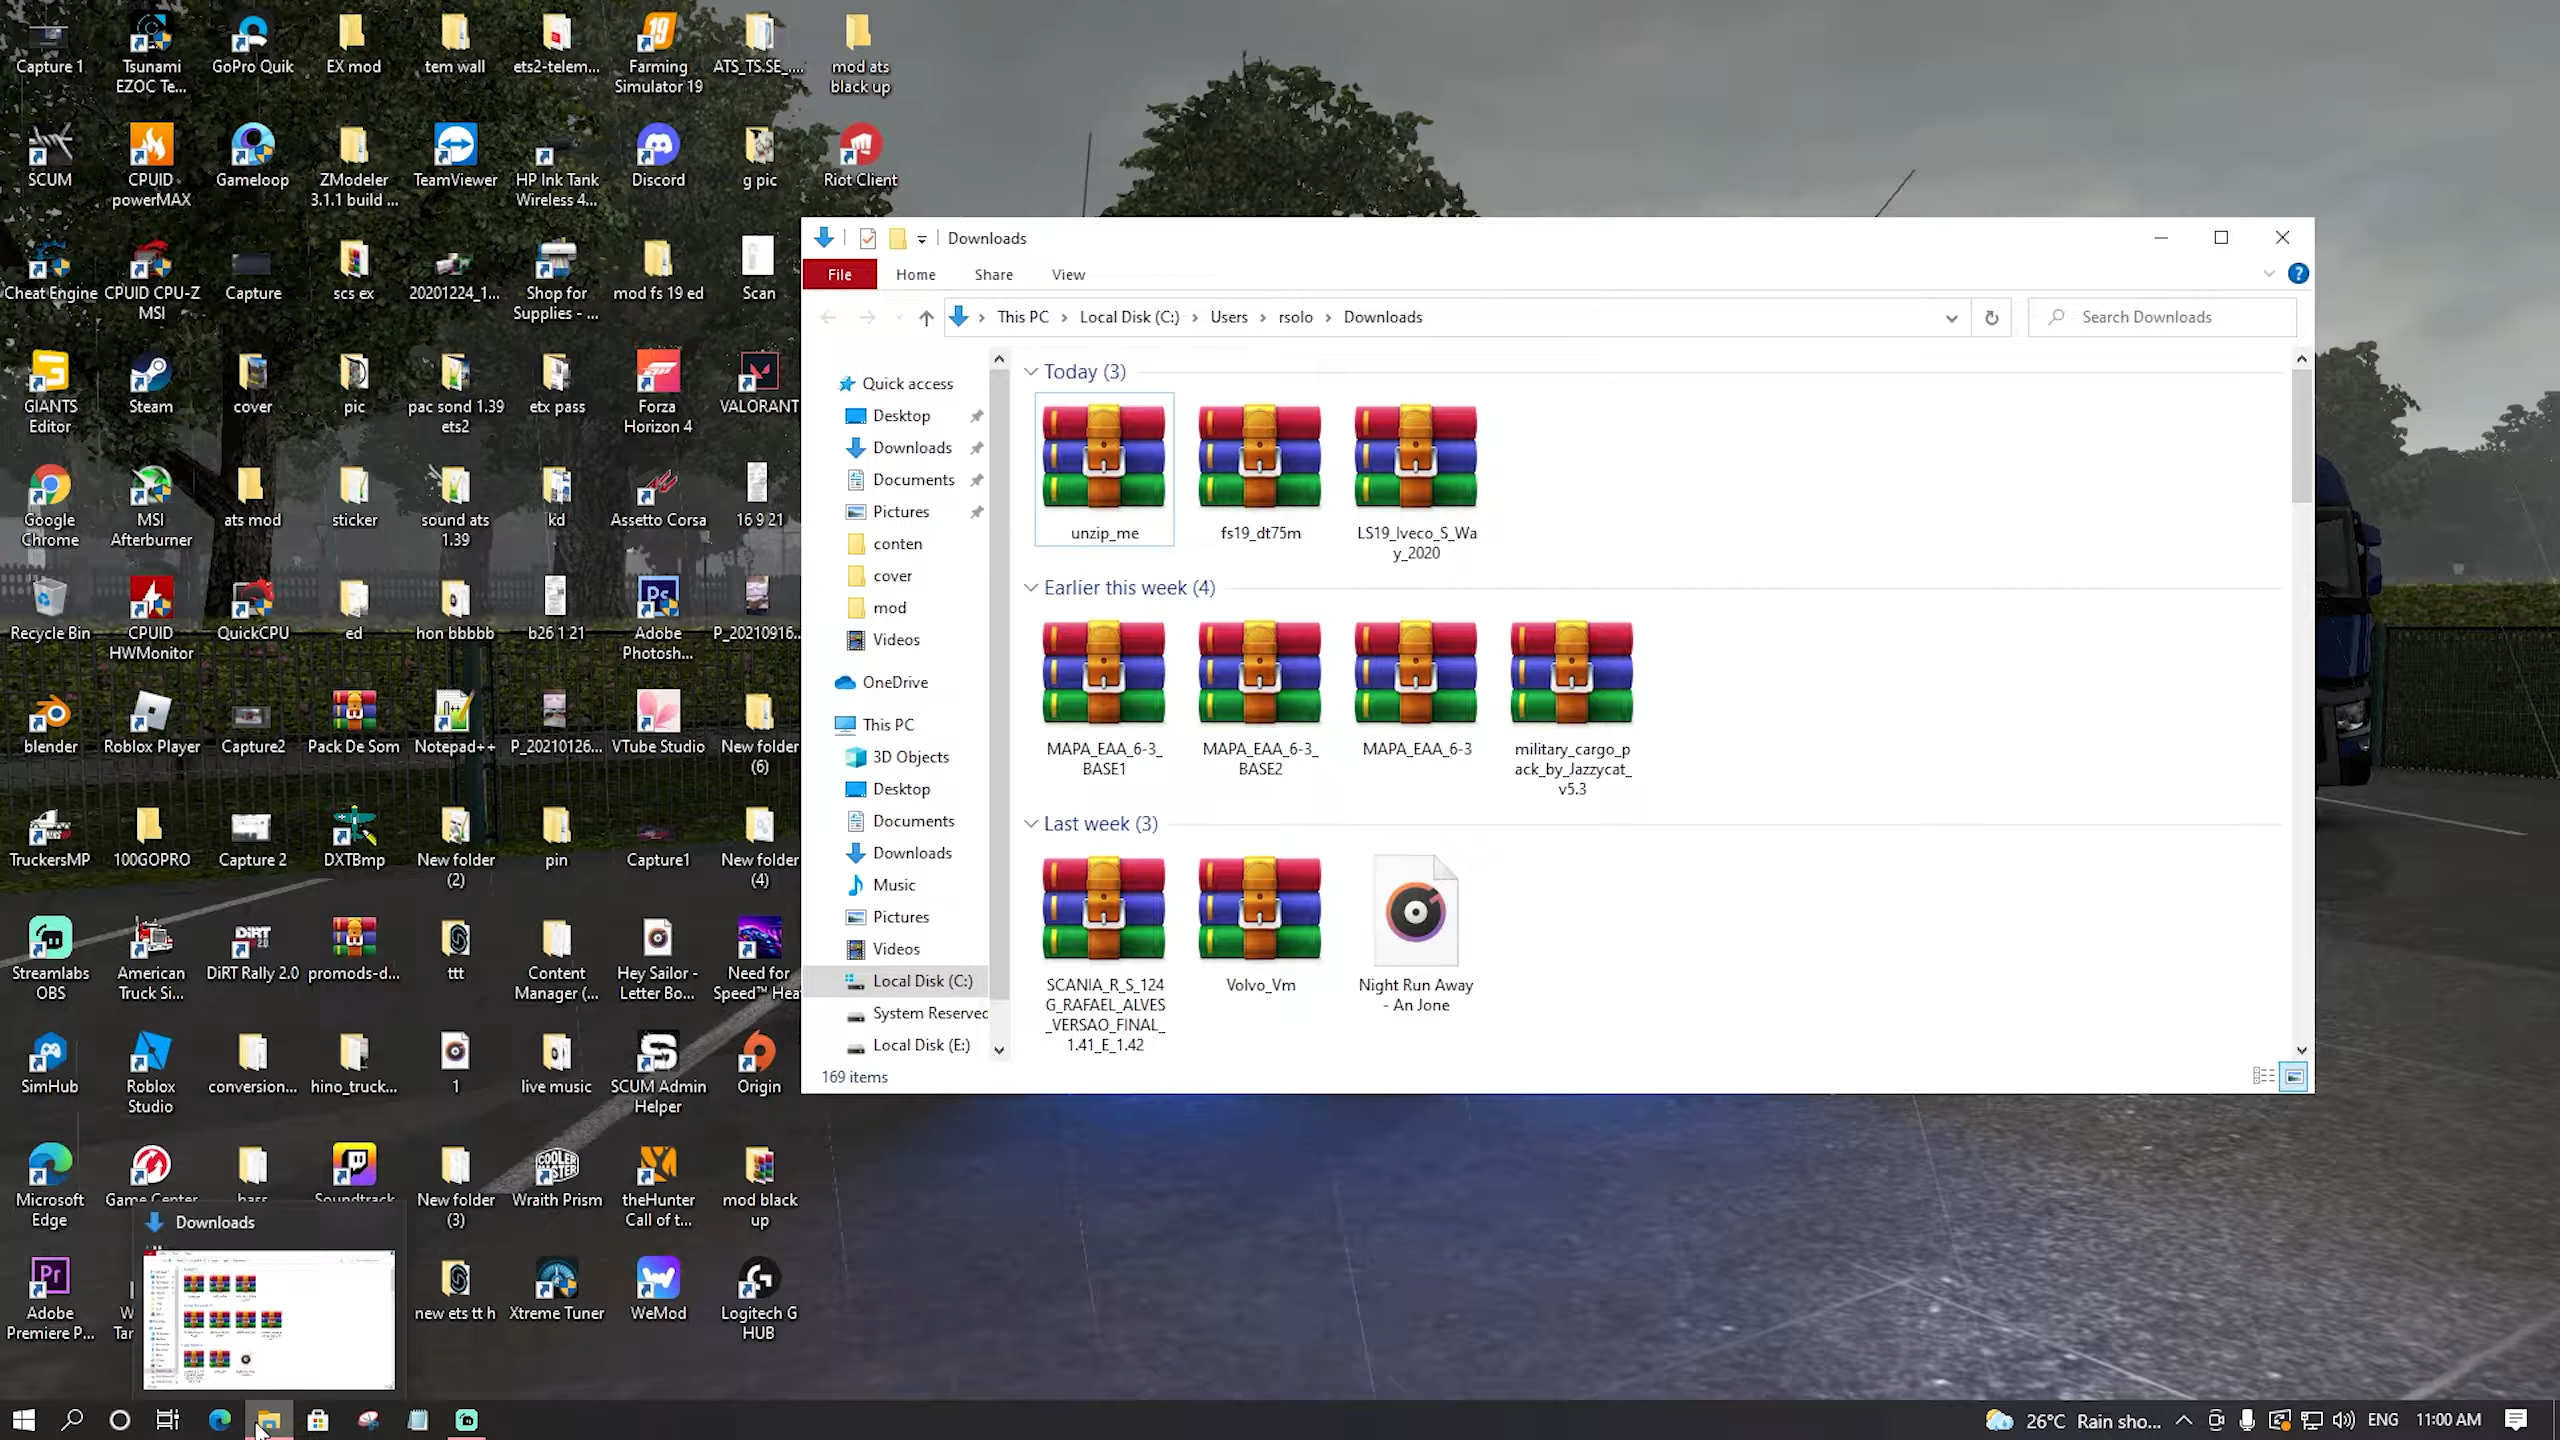 Capture 1
Tsunami
EZOC Te...
GoPro Quik
EX mod
tem wall
ets2-telem...
Farming
Simulator 19
ATS_TS.SE_....
mod ats
black up
SCUM
CPUID
powerMAX
Gameloop
ZModeler
3.1.1 build ...
TeamViewer
HP Ink Tank
Wireless 4...
Discord
g pic
Riot Client
Cheat Engine
CPUID CPU-Z
MSI
Capture
scs ex
20201224_1...
Shop for
Supplies - ...
mod fs 19 ed
Scan
GIANTS
Editor
Steam
cover
pic
pac sond 1.39
ets2
etx pass
Forza
Horizon 4
VALORANT
Google
Chrome
MSI
Afterburner
ats mod
sticker
sound ats
1.39
kd
Assetto Corsa
16 9 21
Recycle Bin
CPUID
HWMonitor
QuickCPU
ed
hon bbbbb
b26 1 21
Adobe
Photosh...
P_20210916...
blender
Roblox Player
Capture2
Pack De Som
Notepad++
P_20210126...
VTube Studio
New folder
(6)
TruckersMP
100GOPRO
Capture 2
DXTBmp
New folder
(2)
pin
Capture1
New folder
(4)
Streamlabs
OBS
American
Truck Si...
DiRT Rally 2.0
promods-d...
ttt
Content
Manager (...
Hey Sailor -
Letter Bo...
Need for
Speed™ Heat
SimHub
Roblox
Studio
conversion...
hino_truck...
1
live music
SCUM Admin
Helper
Origin
Microsoft
Edge
Game Center
bass
Soundtrack
New folder
(3)
Wraith Prism
theHunter
Call of t...
mod black
up
Adobe
Premiere P...
new ets tt h
Xtreme Tuner
WeMod
Logitech G
HUB
Downloads
Downloads
File
Home
Share
View
This PC
Local Disk (C:)
Users
rsolo
Downloads
Search Downloads
Quick access
Desktop
Downloads
Documents
Pictures
conten
cover
mod
Videos
OneDrive
This PC
3D Objects
Desktop
Documents
Downloads
Music
Pictures
Videos
Local Disk (C:)
System Reserved
Local Disk (E:)
Today (3)
unzip_me
fs19_dt75m
LS19_Iveco_S_Wa
y_2020
Earlier this week (4)
MAPA_EAA_6-3_
BASE1
MAPA_EAA_6-3_
BASE2
MAPA_EAA_6-3
military_cargo_p
ack_by_Jazzycat_
v5.3
Last week (3)
SCANIA_R_S_124
G_RAFAEL_ALVES
_VERSAO_FINAL_
1.41_E_1.42
Volvo_Vm
Night Run Away
- An Jone
169 items
26°C Rain sho...
ENG
11:00 AM